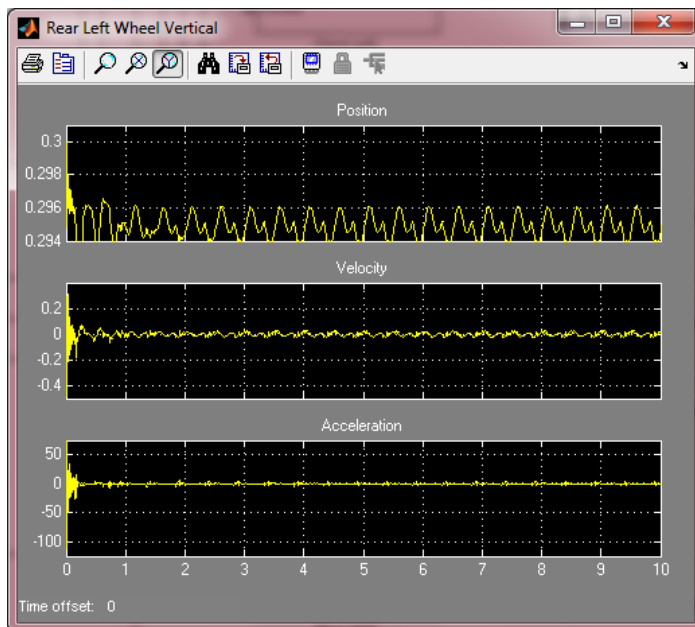 Rear Left Wheel Vertical
Position
0.3
0.298
0.296
0.294
Velocity
0.2
0
-0.2
-0.4
Acceleration
50
0
-50
-100
0 1 2 3 4 5 6 7 8 9 10
Time offset: 0